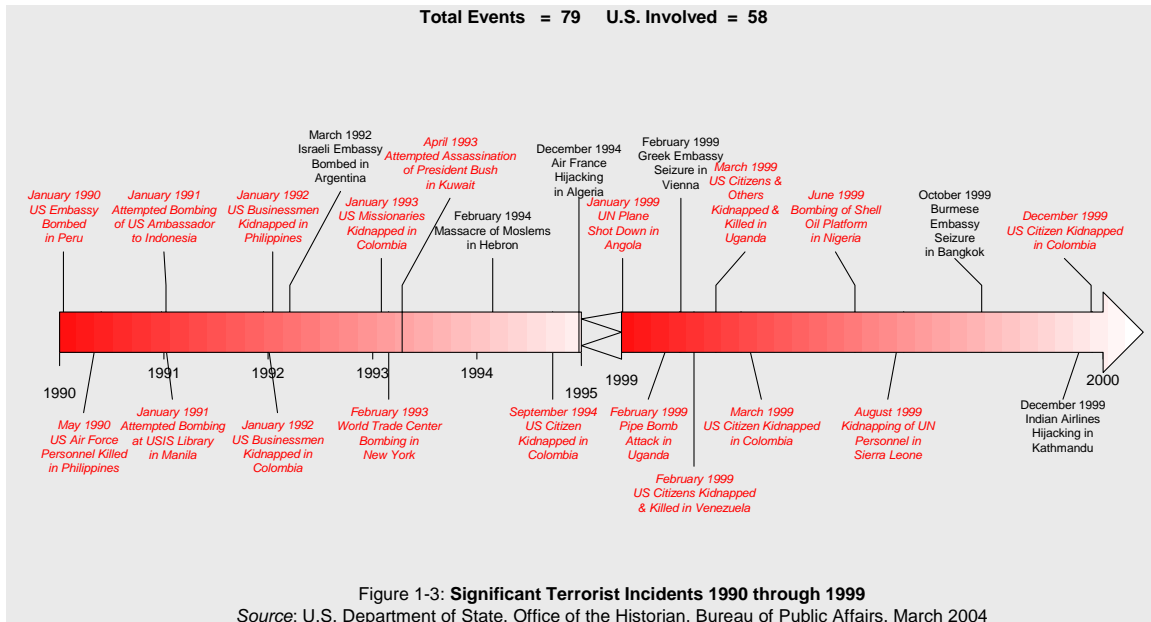 Total Events = 79 U.S. Involved = 58
January 1990
US Embassy
Bombed
in Peru
January 1991
Attempted Bombing
of US Ambassador
to Indonesia
January 1992
US Businessmen
Kidnapped in
Philippines
March 1992
Israeli Embassy
Bombed in
Argentina
January 1993
US Missionaries
Kidnapped in
Colombia
April 1993
Attempted Assassination
of President Bush
in Kuwait
February 1994
Massacre of Moslems
in Hebron
December 1994
Air France
Hijacking
in Algeria
January 1999
UN Plane
Shot Down in
Angola
February 1999
Greek Embassy
Seizure in
Vienna
March 1999
US Citizens &
Others
Kidnapped &
Killed in
Uganda
June 1999
Bombing of Shell
Oil Platform
in Nigeria
October 1999
Burmese
Embassy
Seizure
in Bangkok
December 1999
US Citizen Kidnapped
in Colombia
1990
1991
1992
1993
1994
1995
1999
2000
May 1990
US Air Force
Personnel Killed
in Philippines
January 1991
Attempted Bombing
at USIS Library
in Manila
January 1992
US Businessmen
Kidnapped in
Colombia
February 1993
World Trade Center
Bombing in
New York
September 1994
US Citizen
Kidnapped in
Colombia
February 1999
Pipe Bomb
Attack in
Uganda
February 1999
US Citizens Kidnapped
& Killed in Venezuela
March 1999
US Citizen Kidnapped
in Colombia
August 1999
Kidnapping of UN
Personnel in
Sierra Leone
December 1999
Indian Airlines
Hijacking in
Kathmandu
Figure 1-3: Significant Terrorist Incidents 1990 through 1999
Source: U.S. Department of State, Office of the Historian, Bureau of Public Affairs, March 2004